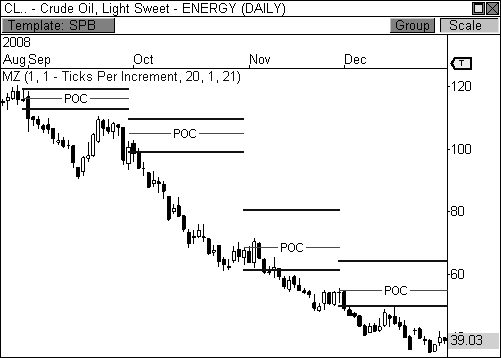 CL.. - Crude Oil, Light Sweet - ENERGY (DAILY)
Template: SPB Group Scale
2008
Aug Sep Oct Nov Dec T
MZ (1, 1 - Ticks Per Increment, 20, 1, 21)
120
POC
POC
100
80
POC
60
POC
39.03